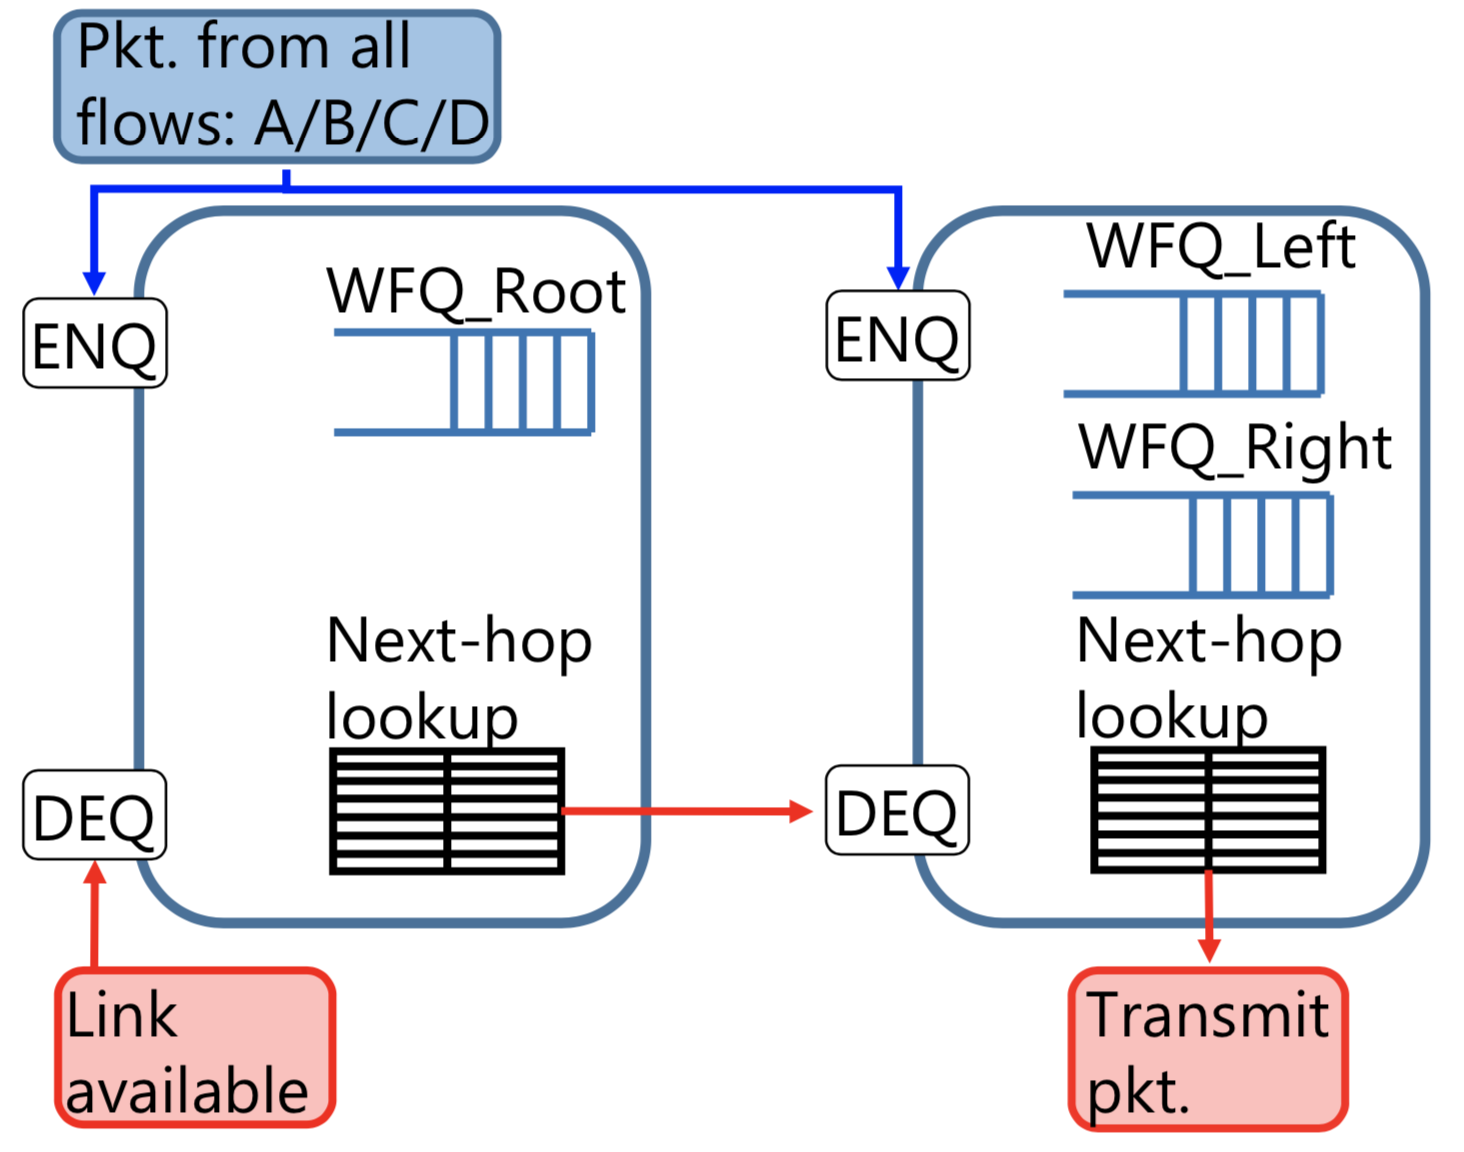 Pkt. from all
flows: A/B/C/D
ENQ
WFQ_Root
Next-hop
lookup
DEQ
Link
available
ENQ
WFQ_Left
WFQ_Right
Next-hop
lookup
DEQ
Transmit
pkt.